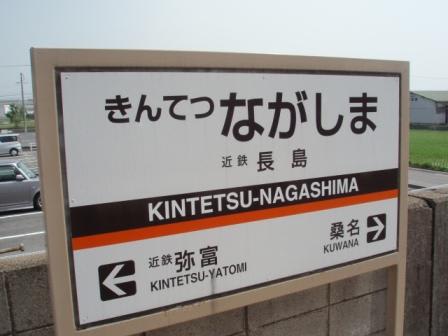 きんてつ ながしま
近鉄 長島
KINTETSU-NAGASHIMA
近鉄 弥富
KINTETSU-YATOMI
桑名
KUWANA